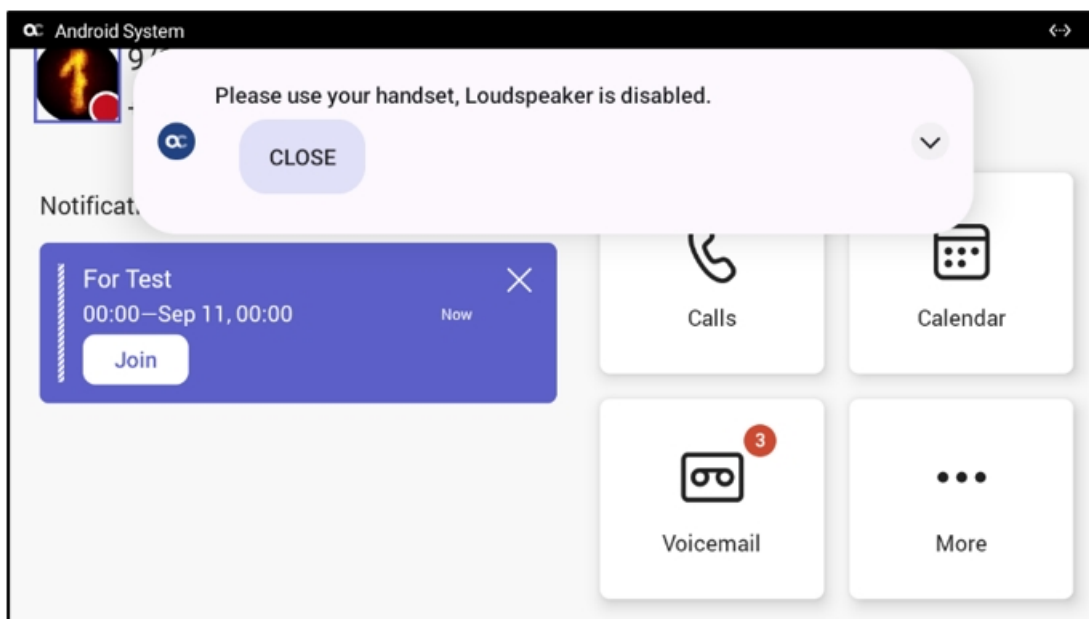 Android System
Please use your handset, Loudspeaker is disabled.
CLOSE
For Test
00:00—Sep 11, 00:00
Now
Join
Calls
Calendar
3
Voicemail
More